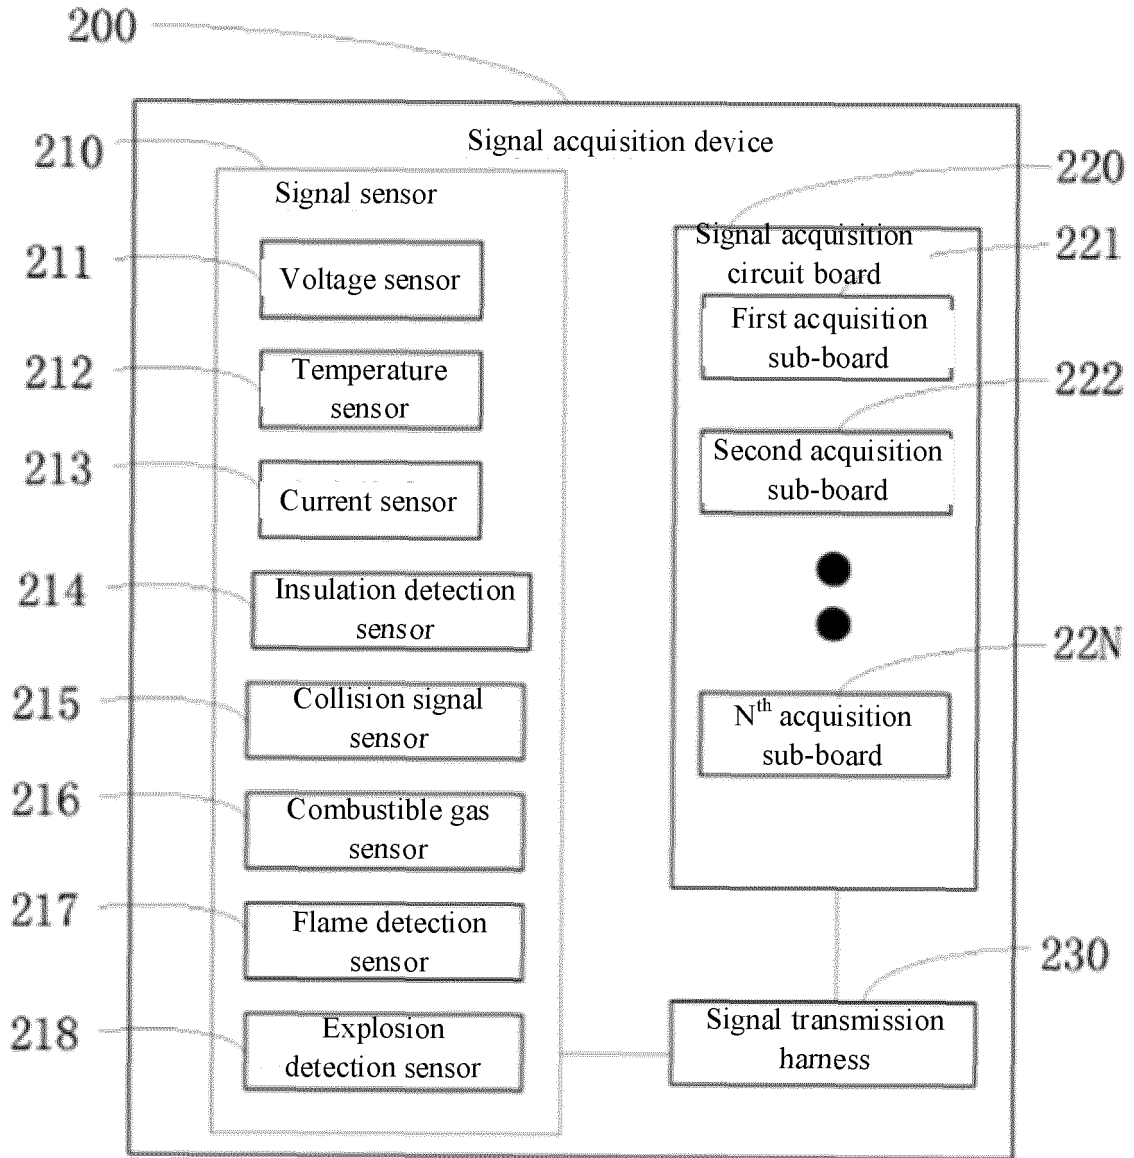 200
Signal acquisition device
210
Signal sensor
211
Voltage sensor
212
Temperature
sensor
213
Current sensor
214
Insulation detection
sensor
215
Collision signal
sensor
216
Combustible gas
sensor
217
Flame detection
sensor
218
Explosion
detection sensor
220
Signal acquisition
circuit board
221
First acquisition
sub-board
222
Second acquisition
sub-board
22N
Nth acquisition
sub-board
230
Signal transmission
harness